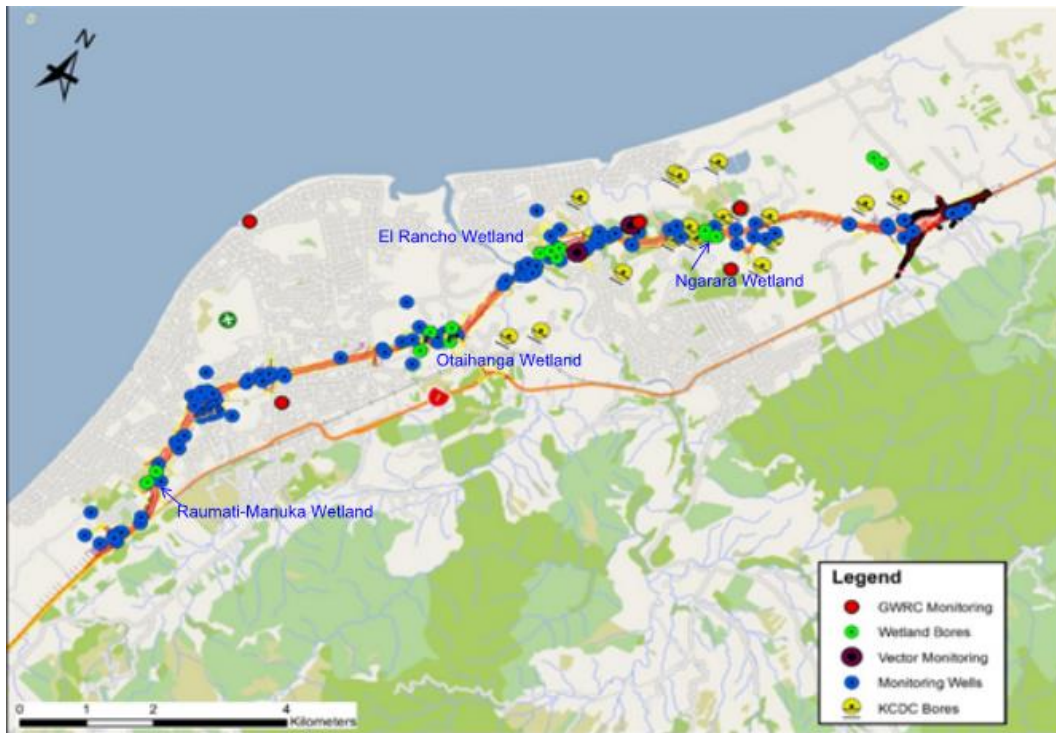 N
El Rancho Wetland
Ngarara Wetland
Otaihanga Wetland
Raumati-Manuka Wetland
Legend
GWRC Monitoring
Wetland Bores
Vector Monitoring
Monitoring Wells
KCDC Bores
0 1 2 4
Kilometers